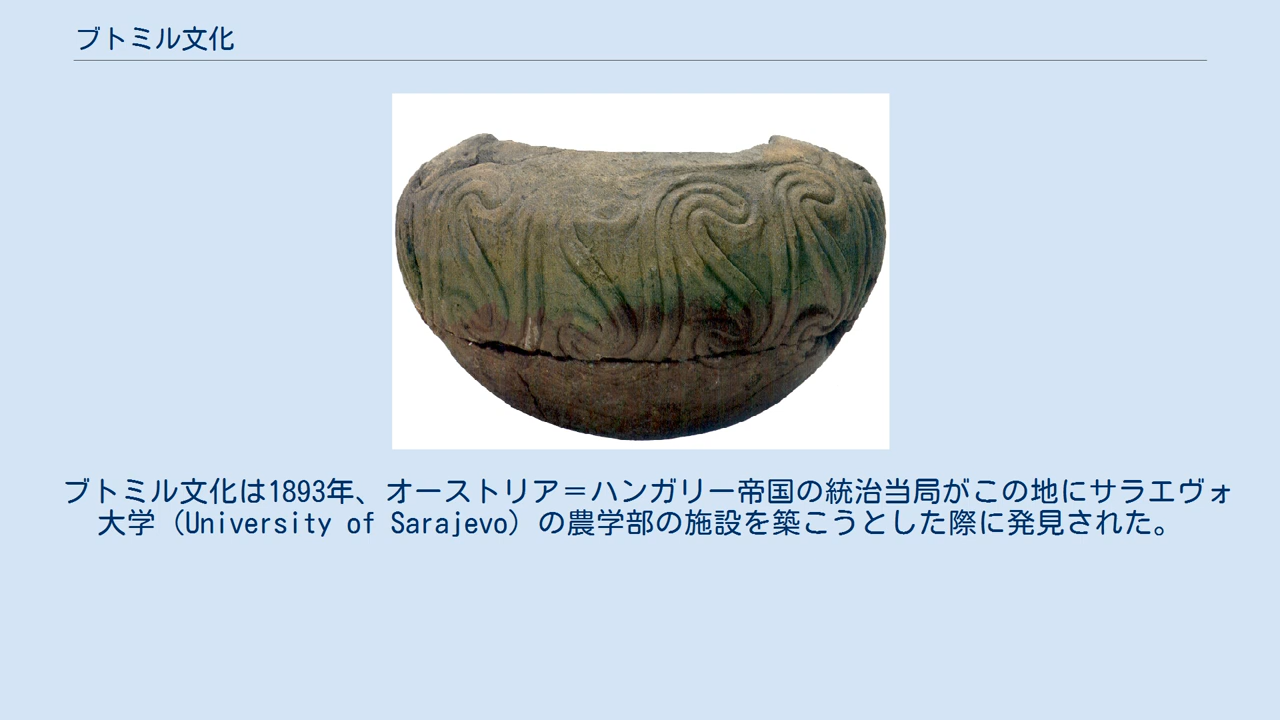 ブトミル文化
ブトミル文化は1893年、オーストリア＝ハンガリー帝国の統治当局がこの地にサラエヴォ
大学（University of Sarajevo）の農学部の施設を築こうとした際に発見された。